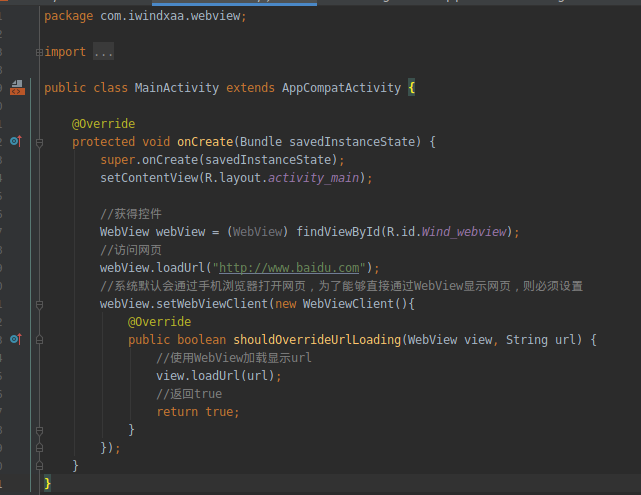 package com.iwindxaa.webview;
import ...
public class MainActivity extends AppCompatActivity {
@Override
protected void onCreate(Bundle savedInstanceState) {
super.onCreate(savedInstanceState);
setContentView(R.layout.activity_main);
//获得控件
WebView webView = (WebView) findViewById(R.id.Wind_webview);
//访问网页
webView.loadUrl("http://www.baidu.com");
//系统默认会通过手机浏览器打开网页，为了能够直接通过WebView显示网页，则必须设置
webView.setWebViewClient(new WebViewClient(){
@Override
public boolean shouldOverrideUrlLoading(WebView view, String url) {
//使用WebView加载显示url
view.loadUrl(url);
//返回true
return true;
}
});
}
}